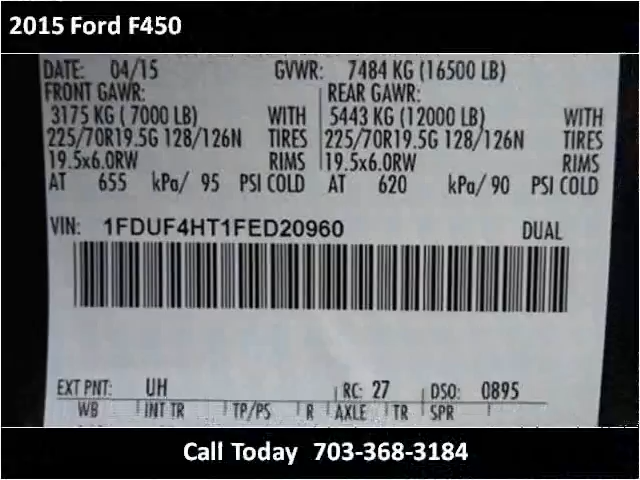 2015 Ford F450
DATE: 04/15 GVWR: 7484 KG (16500 LB)
FRONT GAWR: REAR GAWR:
3175 KG ( 7000 LB) WITH 5443 KG (12000 LB) WITH
225/70R19.5G 128/126N TIRES 225/70R19.5G 128/126N TIRES
19.5x6.0RW RIMS 19.5x6.0RW RIMS
AT 655 kPa/ 95 PSI COLD AT 620 kPa/ 90 PSI COLD
VIN: 1FDUF4HT1FED20960 DUAL
EXT PNT: UH RC: 27 DSO: 0895
WB INT TR TP/PS R AXLE TR SPR
Call Today 703-368-3184